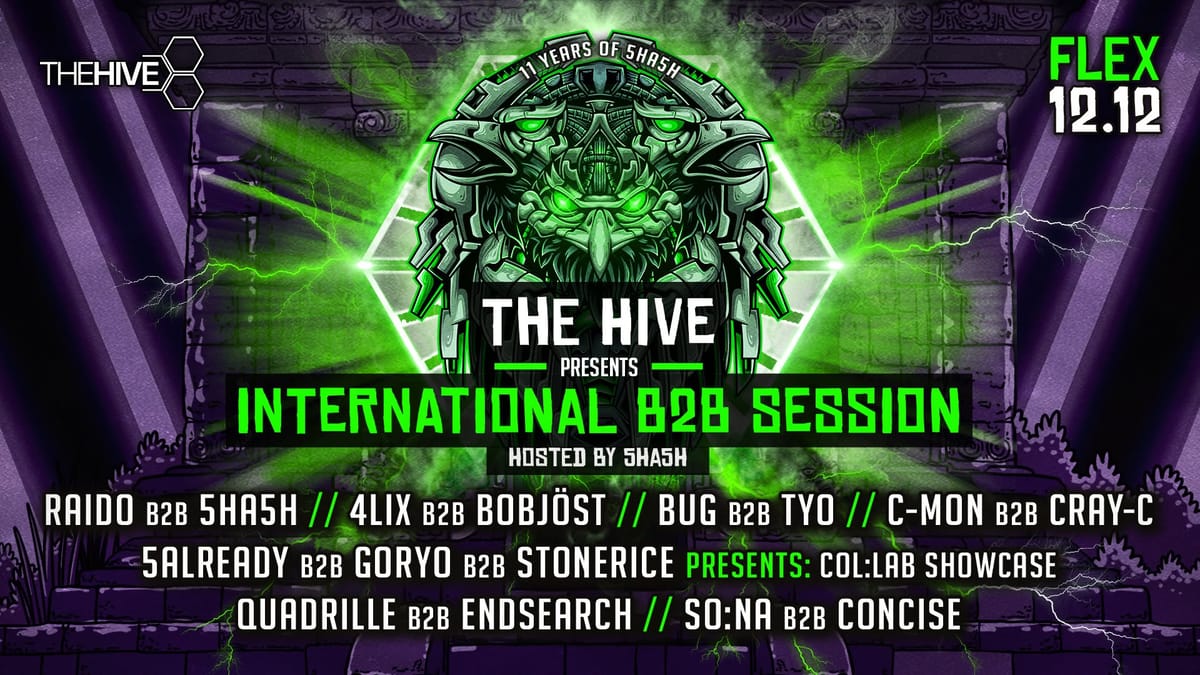 THEHIVE
11 YEARS OF 5HA5H
FLEX
12.12
THE HIVE
PRESENTS
INTERNATIONAL B2B SESSION
HOSTED BY 5HA5H
RAIDO B2B 5HA5H // 4LIX B2B BOBJÖST // BUG B2B TYO // C-MON B2B CRAY-C
5ALREADY B2B GORYO B2B STONERICE PRESENTS: COL:LAB SHOWCASE
QUADRILLE B2B ENDSEARCH // SO:NA B2B CONCISE